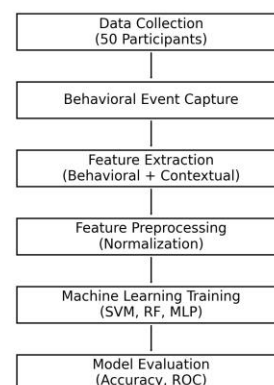 Data Collection
(50 Participants)
Behavioral Event Capture
Feature Extraction
(Behavioral + Contextual)
Feature Preprocessing
(Normalization)
Machine Learning Training
(SVM, RF, MLP)
Model Evaluation
(Accuracy, ROC)